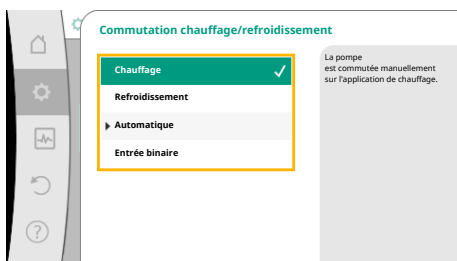 Commutation chauffage/refroidissement
Chauffage
Refroidissement
Automatique
Entrée binaire
La pompe
est commutée manuellement
sur l'application de chauffage.